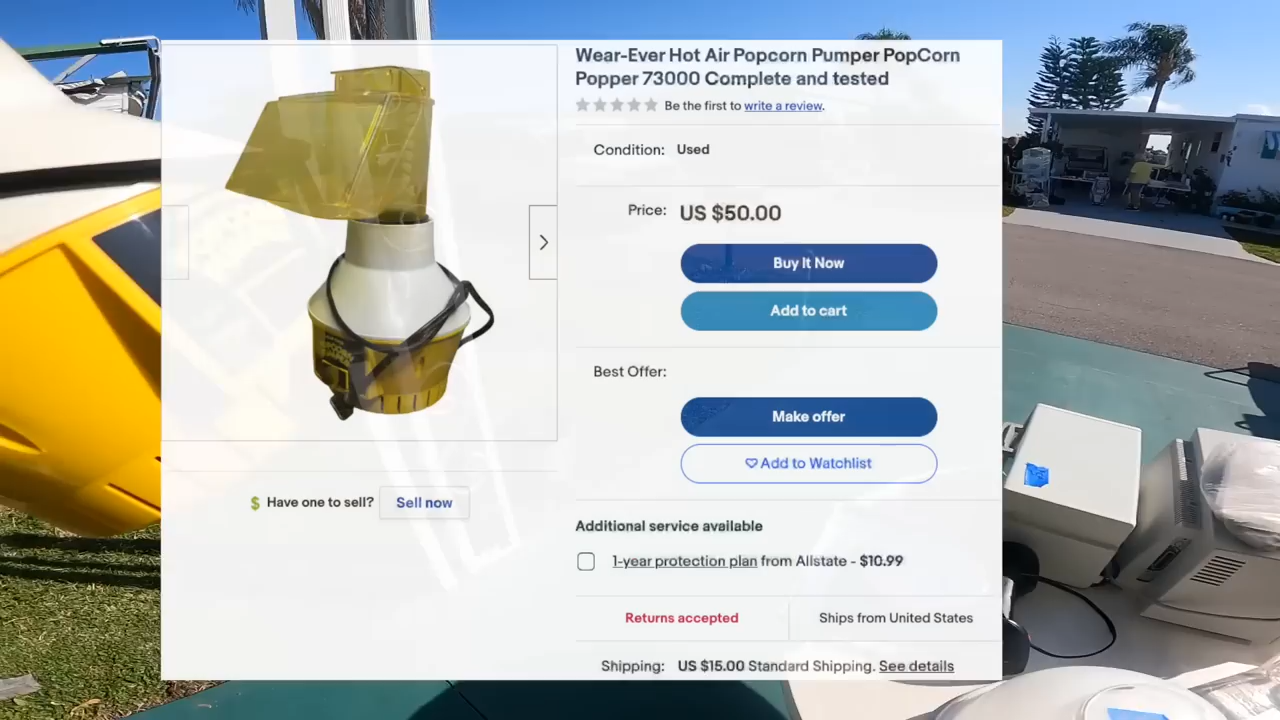 Wear-Ever Hot Air Popcorn Pumper PopCorn
Popper 73000 Complete and tested
Be the first to write a review.
Condition: Used
Price: US $50.00
Buy It Now
Add to cart
Best Offer:
Make offer
Add to Watchlist
$ Have one to sell? Sell now
Additional service available
1-year protection plan from Allstate - $10.99
Returns accepted
Ships from United States
Shipping: US $15.00 Standard Shipping. See details